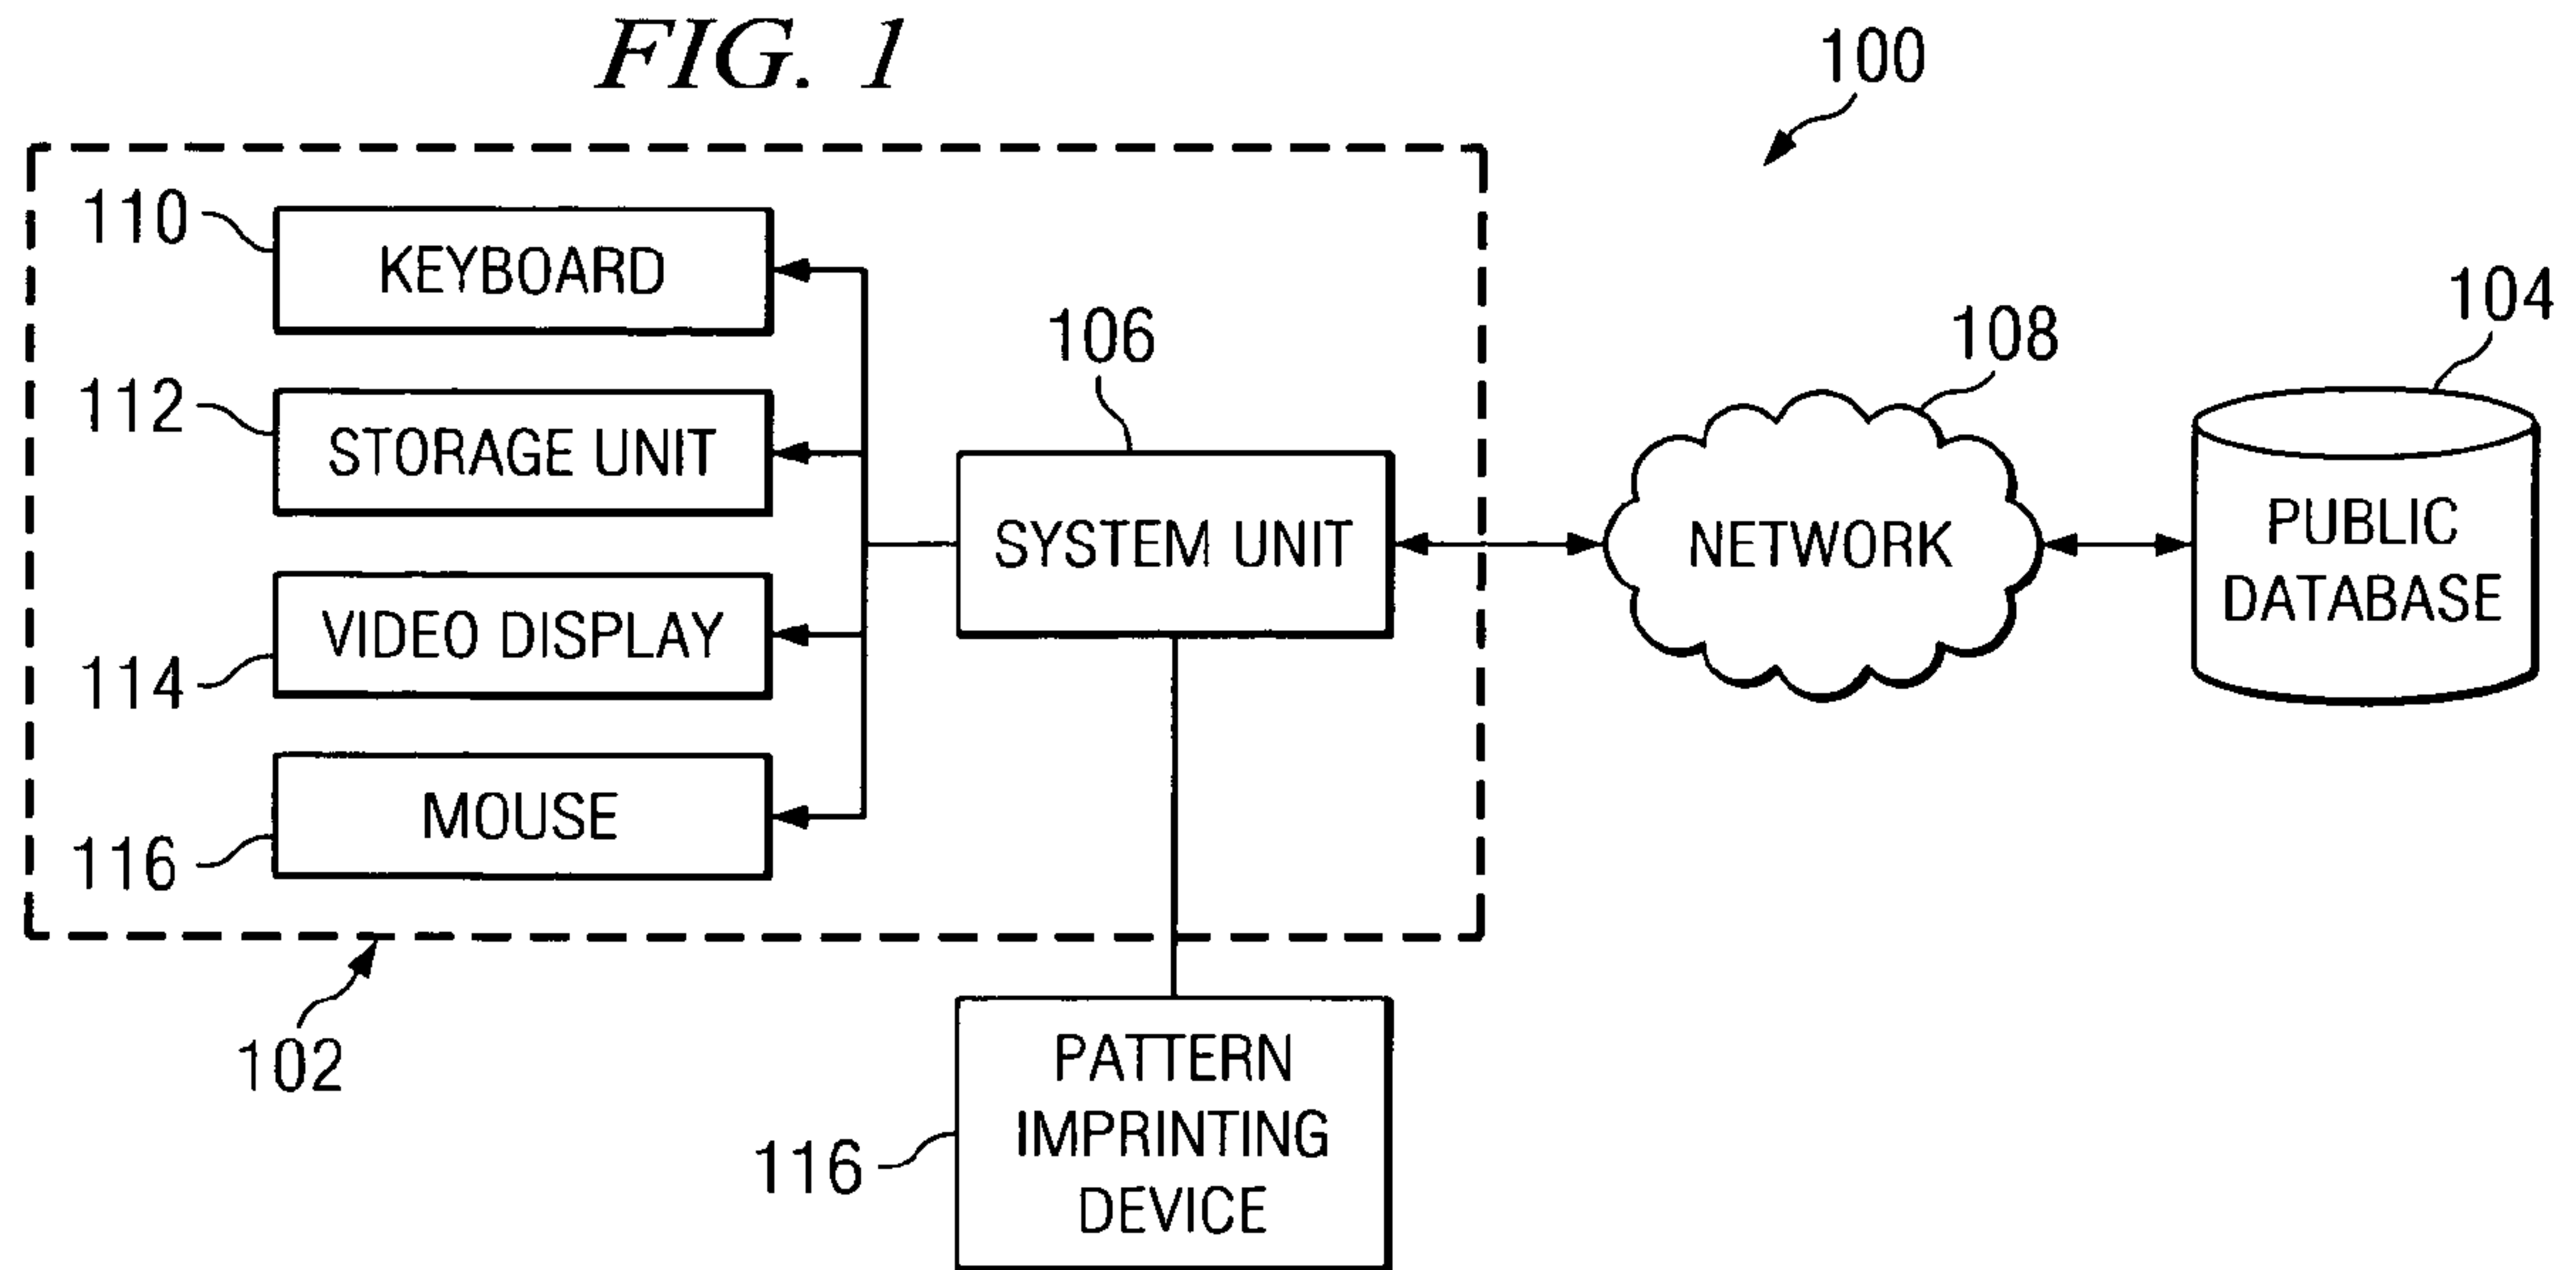 FIG. 1
100
110
KEYBOARD
104
106
108
112
STORAGE UNIT
SYSTEM UNIT
NETWORK
PUBLIC
DATABASE
VIDEO DISPLAY
114
MOUSE
116
102
PATTERN
IMPRINTING
DEVICE
116